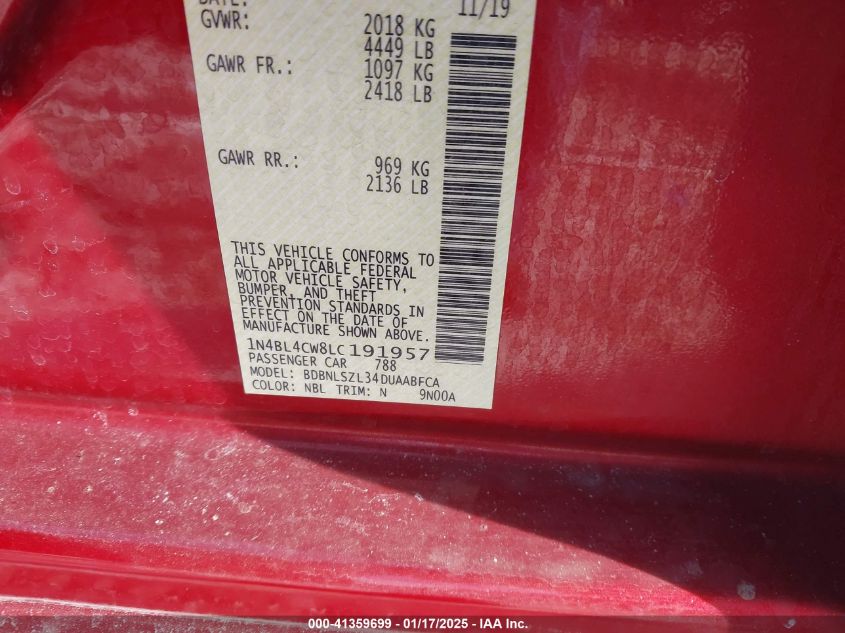 DATE: 11/19
GVWR: 2018 KG
4449 LB
GAWR FR.: 1097 KG
2418 LB
GAWR RR.: 969 KG
2136 LB
THIS VEHICLE CONFORMS TO
ALL APPLICABLE FEDERAL
MOTOR VEHICLE SAFETY,
BUMPER, AND THEFT
PREVENTION STANDARDS IN
EFFECT ON THE DATE OF
MANUFACTURE SHOWN ABOVE.
1N4BL4CW8LC191957
PASSENGER CAR 788
MODEL: BDBNLSZL34DUAABFCA
COLOR: NBL TRIM: N 9N00A
000-41359699 - 01/17/2025 - IAA Inc.